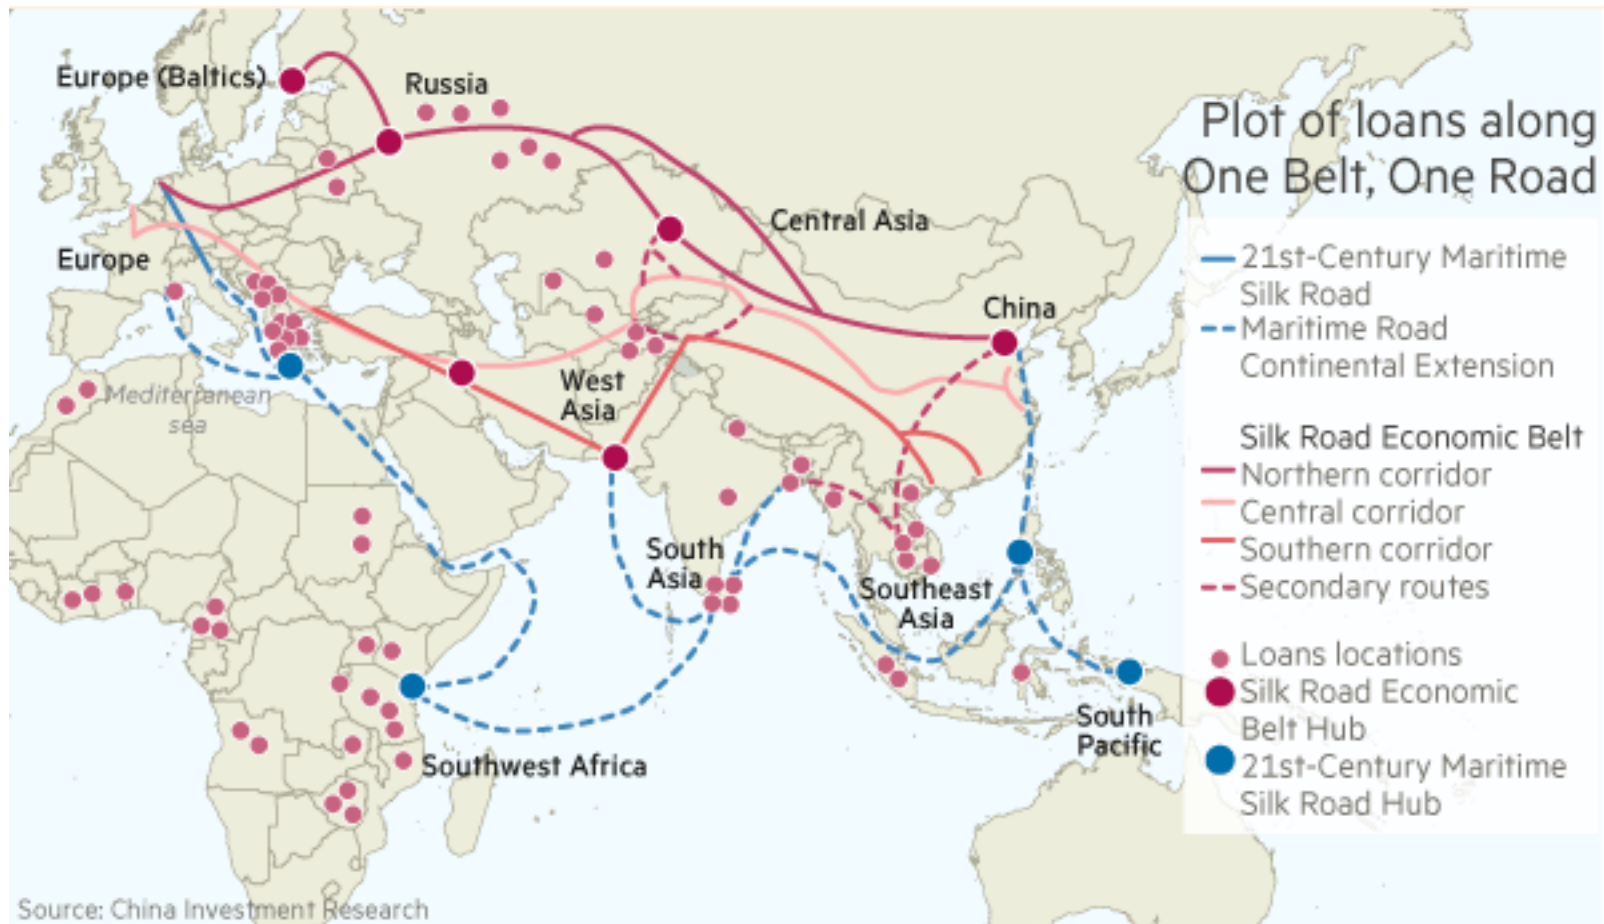 Europe (Baltics)
Russia
Plot of loans along
One Belt, One Road
Central Asia
Europe
21st-Century Maritime
Silk Road
China
Maritime Road
Continental Extension
Mediterranean
sea
West
Asia
Silk Road Economic Belt
Northern corridor
Central corridor
Southern corridor
Secondary routes
South
Asia
Southeast
Asia
Loans locations
Silk Road Economic
Belt Hub
South
Pacific
21st-Century Maritime
Silk Road Hub
Southwest Africa
Source: China Investment Research